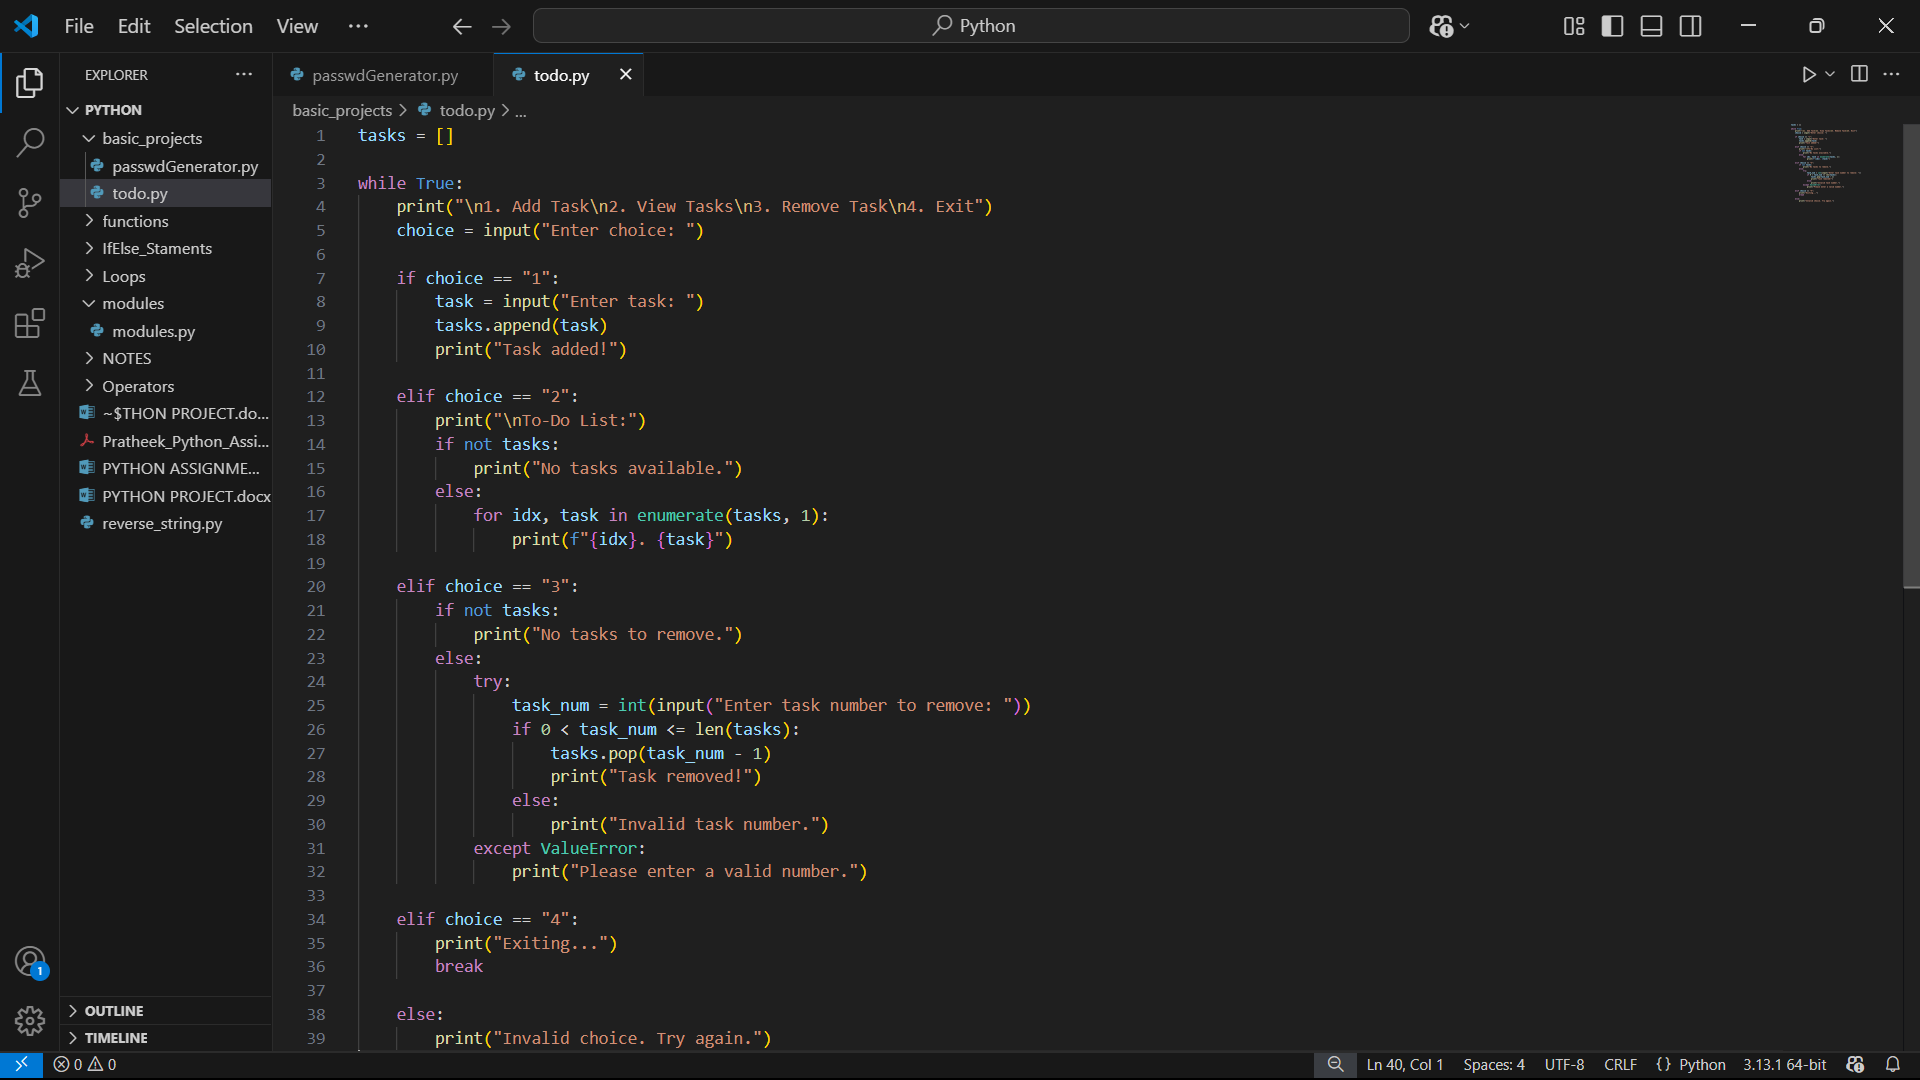 File Edit Selection View ... Python
EXPLORER ...
PYTHON
basic_projects
passwdGenerator.py
todo.py
functions
IfElse_Staments
Loops
modules
modules.py
NOTES
Operators
~$THON PROJECT.do...
Pratheek_Python_Assi...
PYTHON ASSIGNME...
PYTHON PROJECT.docx
reverse_string.py
OUTLINE
TIMELINE
passwdGenerator.py todo.py
basic_projects > todo.py > ...
1 tasks = []
2
3 while True:
4 print("\n1. Add Task\n2. View Tasks\n3. Remove Task\n4. Exit")
5 choice = input("Enter choice: ")
6
7 if choice == "1":
8 task = input("Enter task: ")
9 tasks.append(task)
10 print("Task added!")
11
12 elif choice == "2":
13 print("\nTo-Do List:")
14 if not tasks:
15 print("No tasks available.")
16 else:
17 for idx, task in enumerate(tasks, 1):
18 print(f"{idx}. {task}")
19
20 elif choice == "3":
21 if not tasks:
22 print("No tasks to remove.")
23 else:
24 try:
25 task_num = int(input("Enter task number to remove: "))
26 if 0 < task_num <= len(tasks):
27 tasks.pop(task_num - 1)
28 print("Task removed!")
29 else:
30 print("Invalid task number.")
31 except ValueError:
32 print("Please enter a valid number.")
33
34 elif choice == "4":
35 print("Exiting...")
36 break
37
38 else:
39 print("Invalid choice. Try again.")
1
0 0 Ln 40, Col 1 Spaces: 4 UTF-8 CRLF {} Python 3.13.1 64-bit